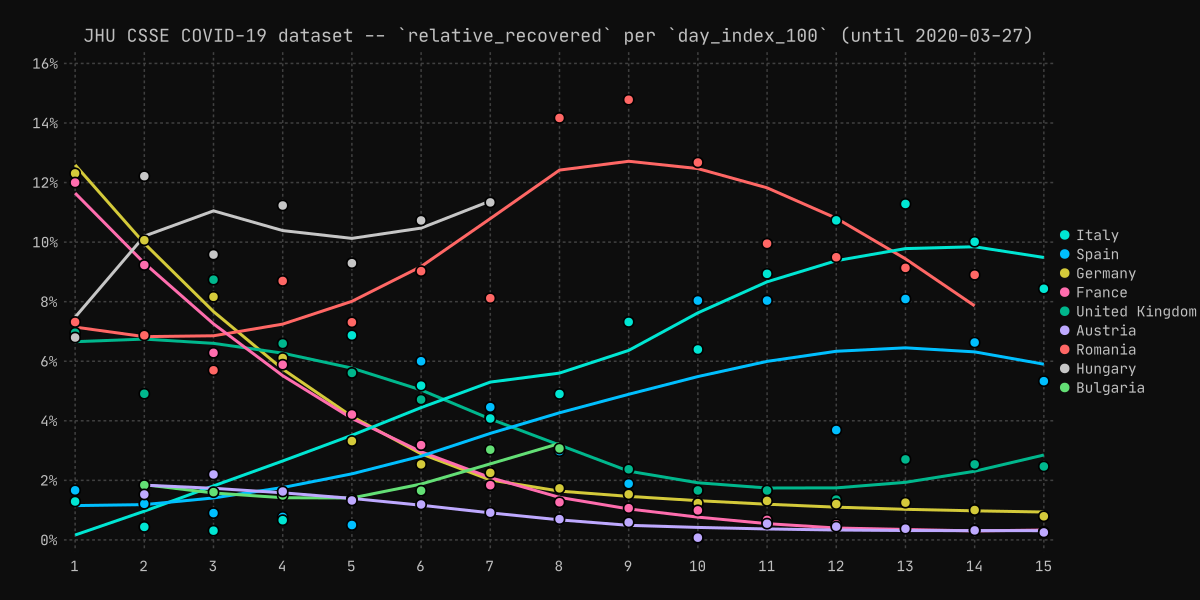 JHU CSSE COVID-19 dataset -- `relative_recovered` per `day_index_100` (until 2020-03-27)
16%
14%
12%
10%
8%
6%
4%
2%
0%
1 2 3 4 5 6 7 8 9 10 11 12 13 14 15
Italy
Spain
Germany
France
United Kingdom
Austria
Romania
Hungary
Bulgaria